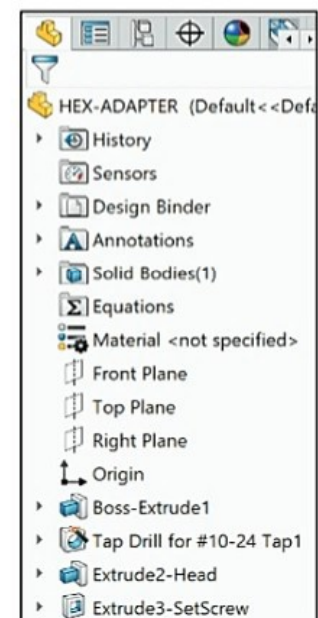 HEX-ADAPTER (Default<<Defa
History
Sensors
Design Binder
Annotations
Solid Bodies(1)
Equations
Material <not specified>
Front Plane
Top Plane
Right Plane
Origin
Boss-Extrude1
Tap Drill for #10-24 Tap1
Extrude2-Head
Extrude3-SetScrew